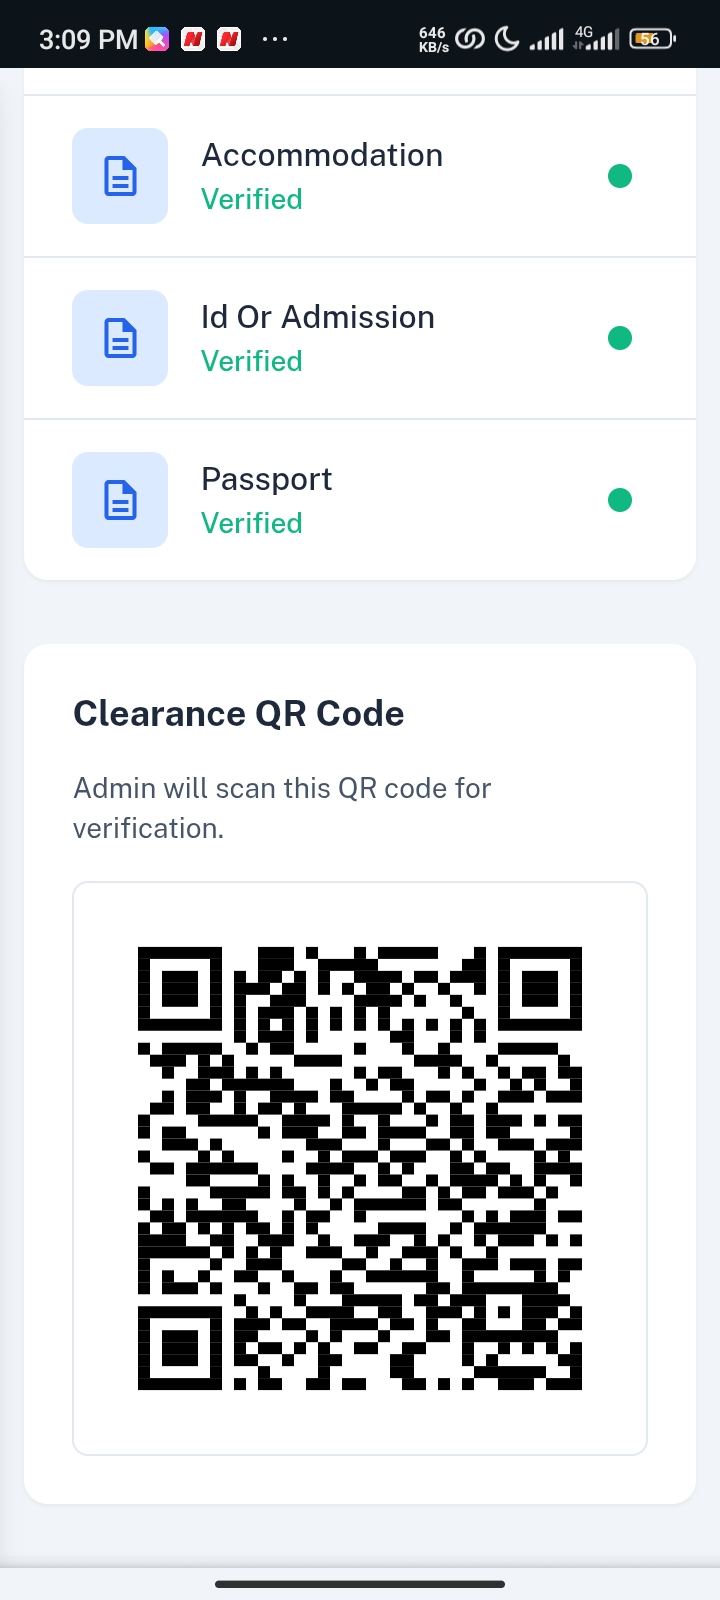 3:09 PM
646
KB/s
4G
56
Accommodation
Verified
Id Or Admission
Verified
Passport
Verified
Clearance QR Code
Admin will scan this QR code for
verification.